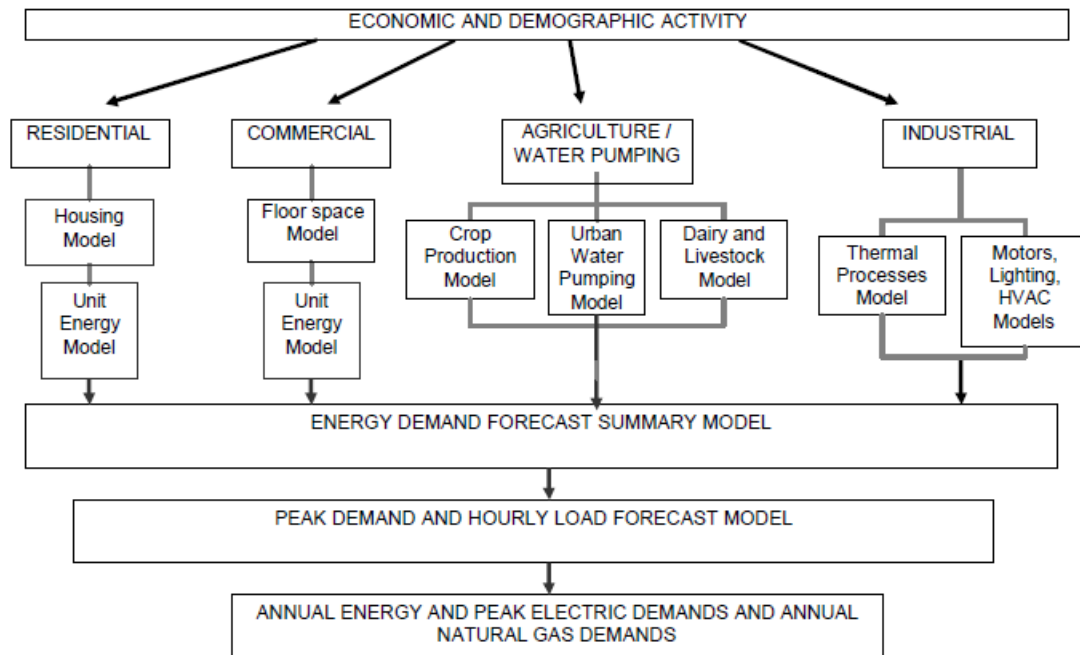 ECONOMIC AND DEMOGRAPHIC ACTIVITY
RESIDENTIAL
COMMERCIAL
AGRICULTURE /
WATER PUMPING
INDUSTRIAL
Housing
Model
Floor space
Model
Crop
Production
Model
Urban
Water
Pumping
Model
Dairy and
Livestock
Model
Thermal
Processes
Model
Motors,
Lighting,
HVAC
Models
Unit
Energy
Model
Unit
Energy
Model
ENERGY DEMAND FORECAST SUMMARY MODEL
PEAK DEMAND AND HOURLY LOAD FORECAST MODEL
ANNUAL ENERGY AND PEAK ELECTRIC DEMANDS AND ANNUAL
NATURAL GAS DEMANDS